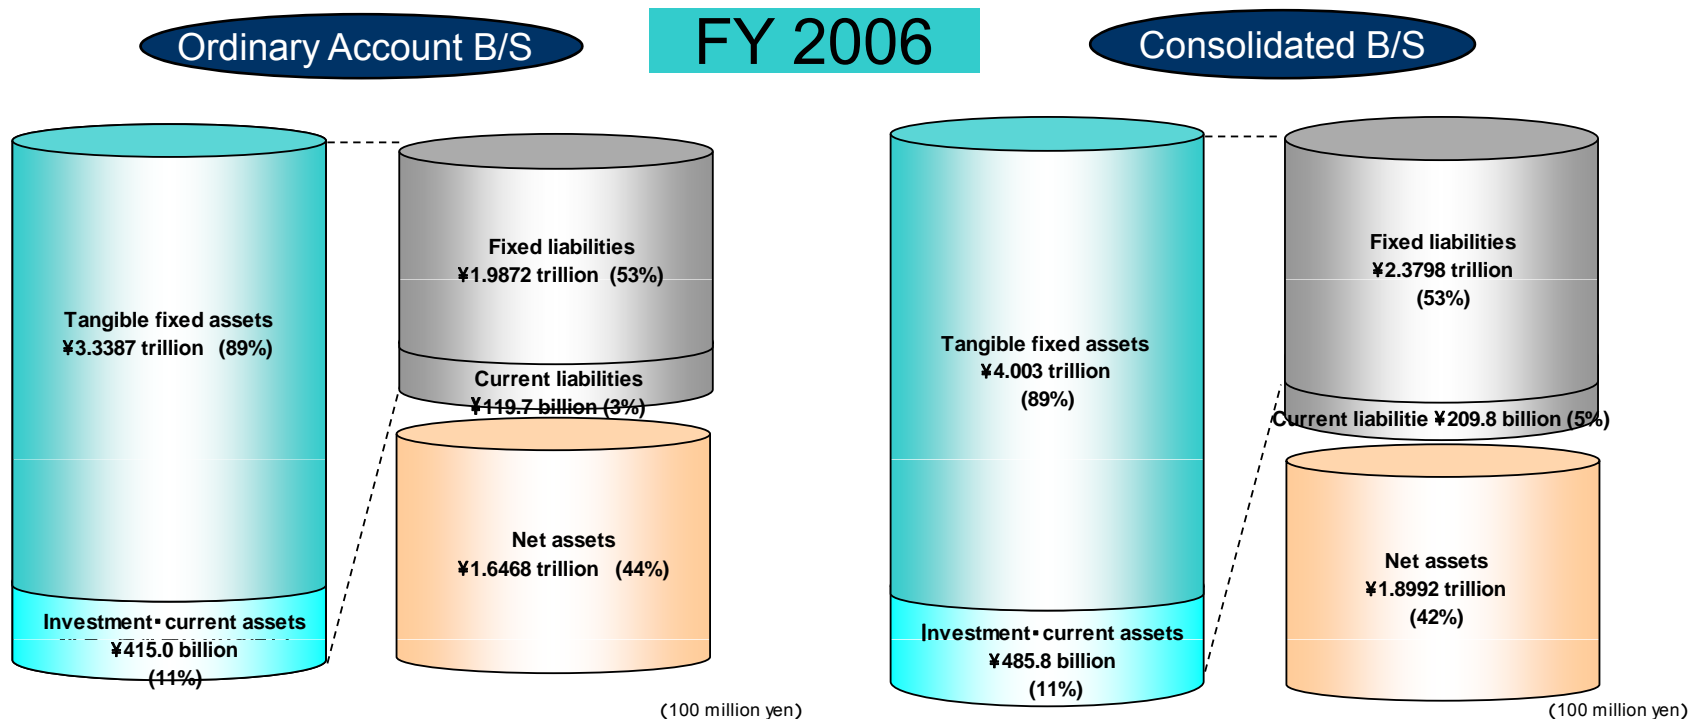 Ordinary Account B/S
FY 2006
Consolidated B/S
Tangible fixed assets
¥3.3387 trillion (89%)
Investment▪current assets
¥415.0 billion
(11%)
Fixed liabilities
¥1.9872 trillion (53%)
Current liabilities
¥119.7 billion (3%)
Net assets
¥1.6468 trillion (44%)
(100 million yen)
Tangible fixed assets
¥4.003 trillion
(89%)
Investment▪current assets
¥485.8 billion
(11%)
Fixed liabilities
¥2.3798 trillion
(53%)
Current liabilitie ¥209.8 billion (5%)
Net assets
¥1.8992 trillion
(42%)
(100 million yen)